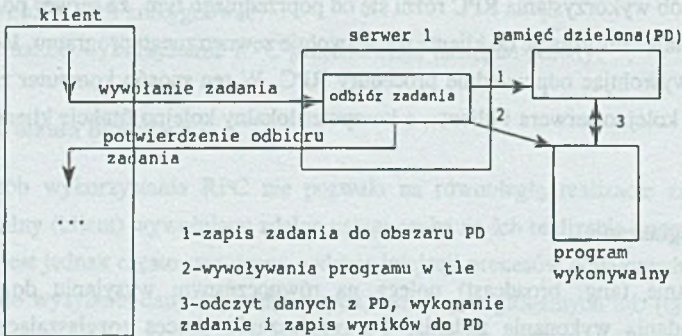 klient
serwer 1
pamięć dzielona(PD)
wywołanie zadania
odbiór zadania
1
2
3
potwierdzenie odbioru
zadania
...
program
wykonywalny
1-zapis zadania do obszaru PD
2-wywoływania programu w tle
3-odczyt danych z PD, wykonanie
zadanie i zapis wyników do PD